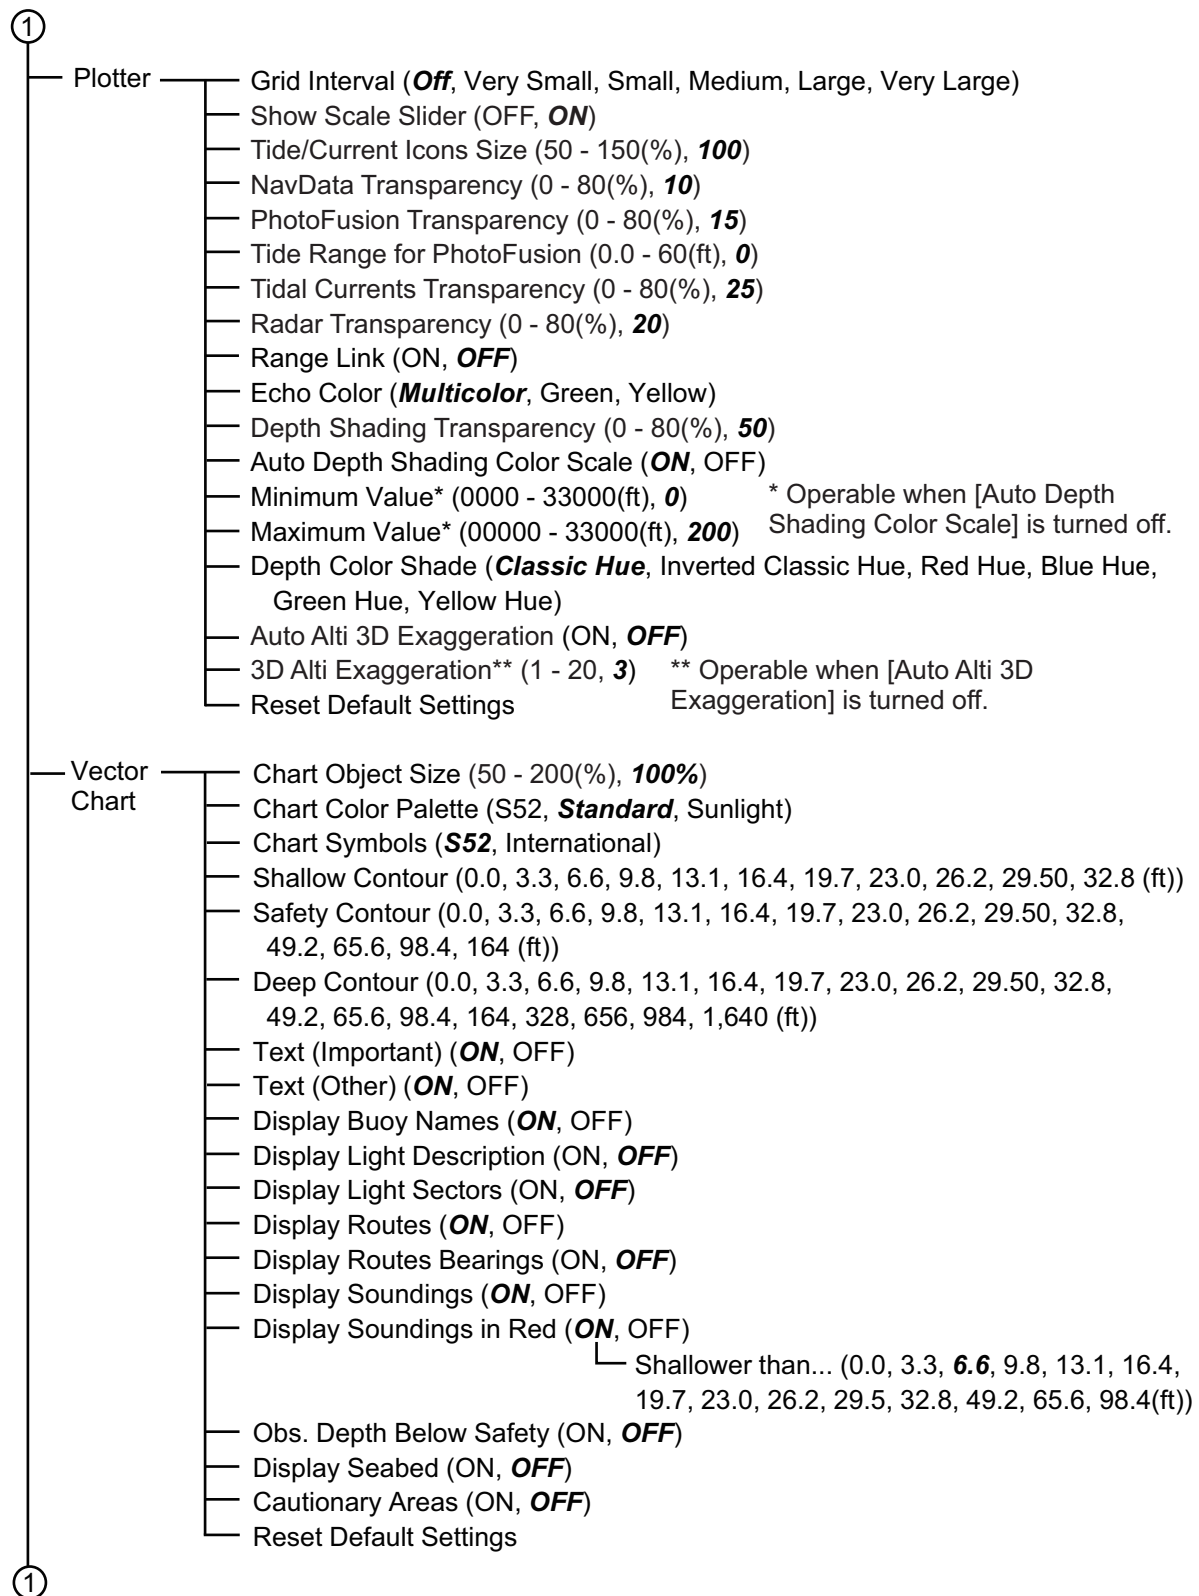 1
Plotter
Grid Interval (Off, Very Small, Small, Medium, Large, Very Large)
Show Scale Slider (OFF, ON)
Tide/Current Icons Size (50 - 150(%), 100)
NavData Transparency (0 - 80(%), 10)
PhotoFusion Transparency (0 - 80(%), 15)
Tide Range for PhotoFusion (0.0 - 60(ft), 0)
Tidal Currents Transparency (0 - 80(%), 25)
Radar Transparency (0 - 80(%), 20)
Range Link (ON, OFF)
Echo Color (Multicolor, Green, Yellow)
Depth Shading Transparency (0 - 80(%), 50)
Auto Depth Shading Color Scale (ON, OFF)
Minimum Value* (0000 - 33000(ft), 0)
Maximum Value* (00000 - 33000(ft), 200)
* Operable when [Auto Depth
Shading Color Scale] is turned off.
Depth Color Shade (Classic Hue, Inverted Classic Hue, Red Hue, Blue Hue,
Green Hue, Yellow Hue)
Auto Alti 3D Exaggeration (ON, OFF)
3D Alti Exaggeration** (1 - 20, 3)
** Operable when [Auto Alti 3D
Exaggeration] is turned off.
Reset Default Settings
Vector
Chart
Chart Object Size (50 - 200(%), 100%)
Chart Color Palette (S52, Standard, Sunlight)
Chart Symbols (S52, International)
Shallow Contour (0.0, 3.3, 6.6, 9.8, 13.1, 16.4, 19.7, 23.0, 26.2, 29.50, 32.8 (ft))
Safety Contour (0.0, 3.3, 6.6, 9.8, 13.1, 16.4, 19.7, 23.0, 26.2, 29.50, 32.8,
49.2, 65.6, 98.4, 164 (ft))
Deep Contour (0.0, 3.3, 6.6, 9.8, 13.1, 16.4, 19.7, 23.0, 26.2, 29.50, 32.8,
49.2, 65.6, 98.4, 164, 328, 656, 984, 1,640 (ft))
Text (Important) (ON, OFF)
Text (Other) (ON, OFF)
Display Buoy Names (ON, OFF)
Display Light Description (ON, OFF)
Display Light Sectors (ON, OFF)
Display Routes (ON, OFF)
Display Routes Bearings (ON, OFF)
Display Soundings (ON, OFF)
Display Soundings in Red (ON, OFF)
Shallower than... (0.0, 3.3, 6.6, 9.8, 13.1, 16.4,
19.7, 23.0, 26.2, 29.5, 32.8, 49.2, 65.6, 98.4(ft))
Obs. Depth Below Safety (ON, OFF)
Display Seabed (ON, OFF)
Cautionary Areas (ON, OFF)
Reset Default Settings
1